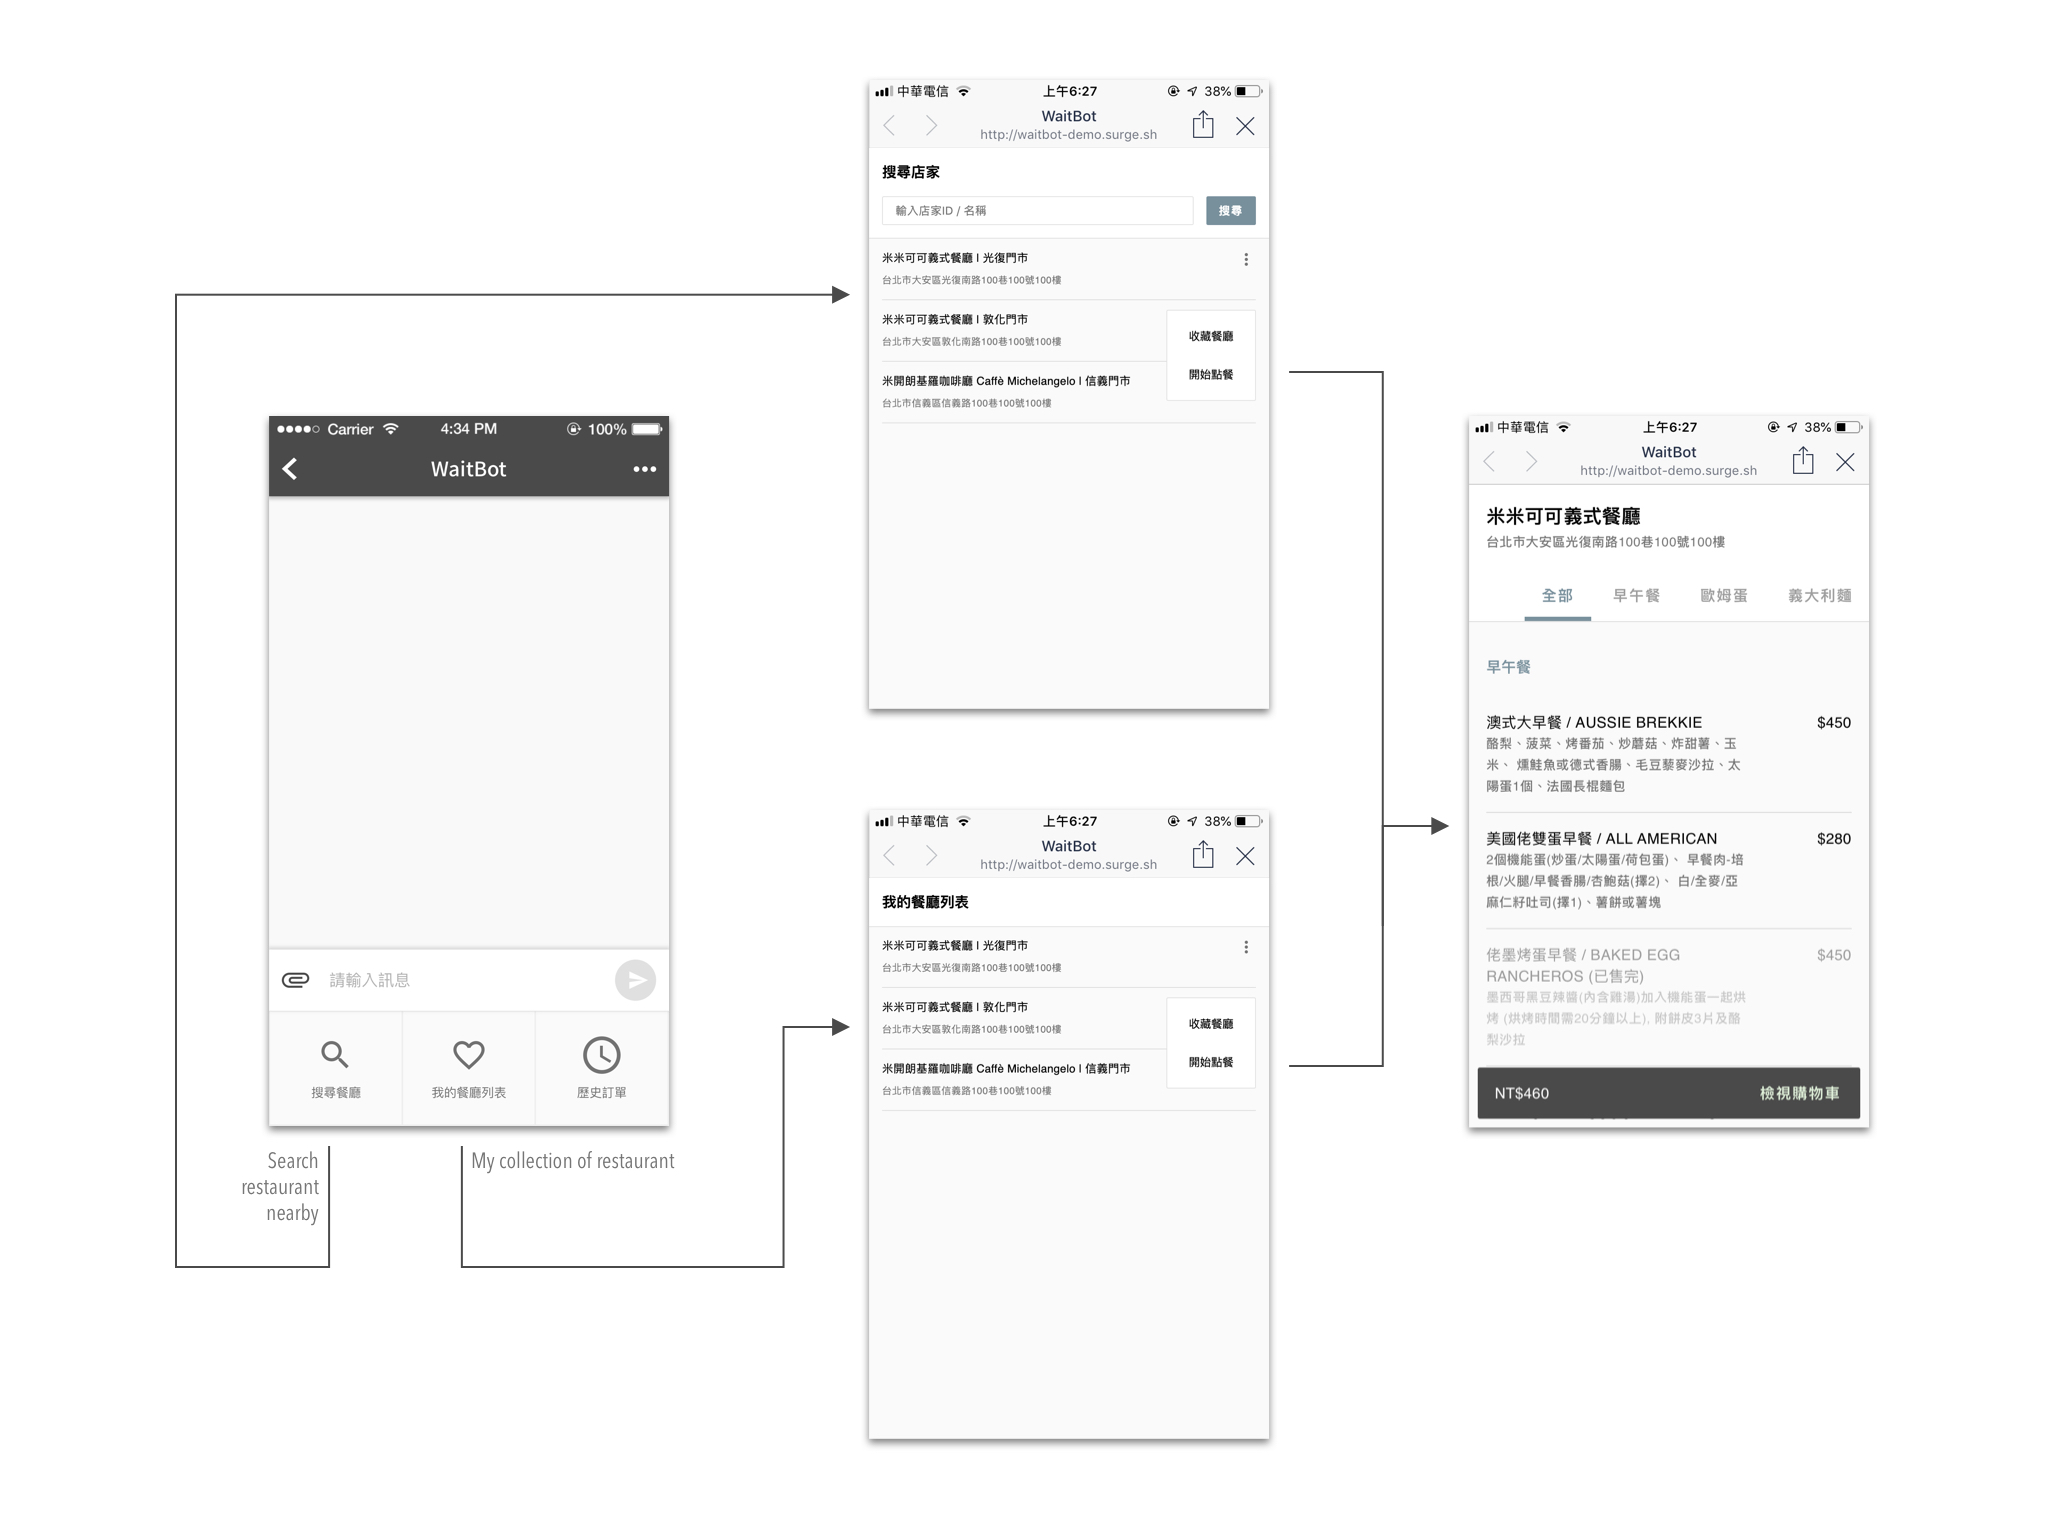 Carrier 4:34 PM 100%
WaitBot
請輸入訊息
搜尋餐廳 我的餐廳列表 歷史訂單
Search
restaurant
nearby
My collection of restaurant
中華電信 上午6:27 38%
WaitBot
http://waitbot-demo.surge.sh
搜尋店家
輸入店家ID / 名稱 搜尋
米米可可義式餐廳 | 光復門市
台北市大安區光復南路100巷100號100樓
米米可可義式餐廳 | 敦化門市
台北市大安區敦化南路100巷100號100樓
米開朗基羅咖啡廳 Caffè Michelangelo | 信義門市
台北市信義區信義路100巷100號100樓
收藏餐廳
開始點餐
中華電信 上午6:27 38%
WaitBot
http://waitbot-demo.surge.sh
我的餐廳列表
米米可可義式餐廳 | 光復門市
台北市大安區光復南路100巷100號100樓
米米可可義式餐廳 | 敦化門市
台北市大安區敦化南路100巷100號100樓
米開朗基羅咖啡廳 Caffè Michelangelo | 信義門市
台北市信義區信義路100巷100號100樓
收藏餐廳
開始點餐
中華電信 上午6:27 38%
WaitBot
http://waitbot-demo.surge.sh
米米可可義式餐廳
台北市大安區光復南路100巷100號100樓
全部 早午餐 歐姆蛋 義大利麵
早午餐
澳式大早餐 / AUSSIE BREKKIE $450
酪梨、菠菜、烤番茄、炒蘑菇、炸甜薯、玉
米、 燻鮭魚或德式香腸、毛豆藜麥沙拉、太
陽蛋1個、法國長棍麵包
美國佬雙蛋早餐 / ALL AMERICAN $280
2個機能蛋(炒蛋/太陽蛋/荷包蛋)、 早餐肉-培
根/火腿/早餐香腸/杏鮑菇(擇2)、 白/全麥/亞
麻仁籽吐司(擇1)、薯餅或薯塊
佬墨烤蛋早餐 / BAKED EGG $450
RANCHEROS (已售完)
墨西哥黑豆辣醬(內含雞湯)加入機能蛋一起烘
烤 (烘烤時間需20分鐘以上), 附餅皮3片及酪
梨沙拉
NT$460 檢視購物車